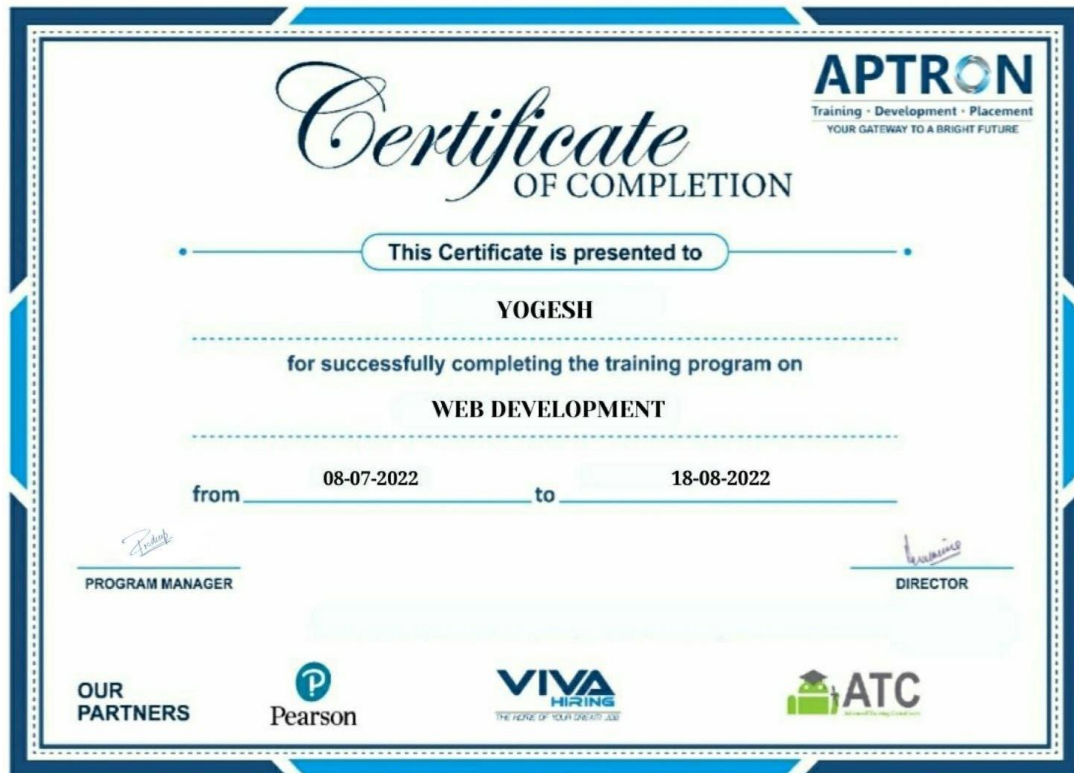 APTRON
Training - Development - Placement
YOUR GATEWAY TO A BRIGHT FUTURE
Certificate
OF COMPLETION
This Certificate is presented to
YOGESH
for successfully completing the training program on
WEB DEVELOPMENT
from 08-07-2022 to 18-08-2022
PROGRAM MANAGER
DIRECTOR
OUR
PARTNERS
Pearson
VIVA
HIRING
THE HOME OF YOUR DREAM JOB
ATC